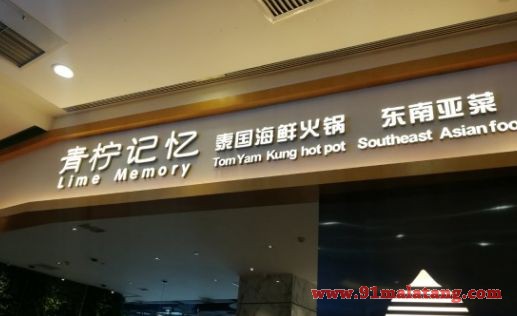 青柠记忆
Lime Memory
泰国海鲜火锅
Tom Yam Kung hot pot
东南亚菜
Southeast Asian foo
www.91malatang.com